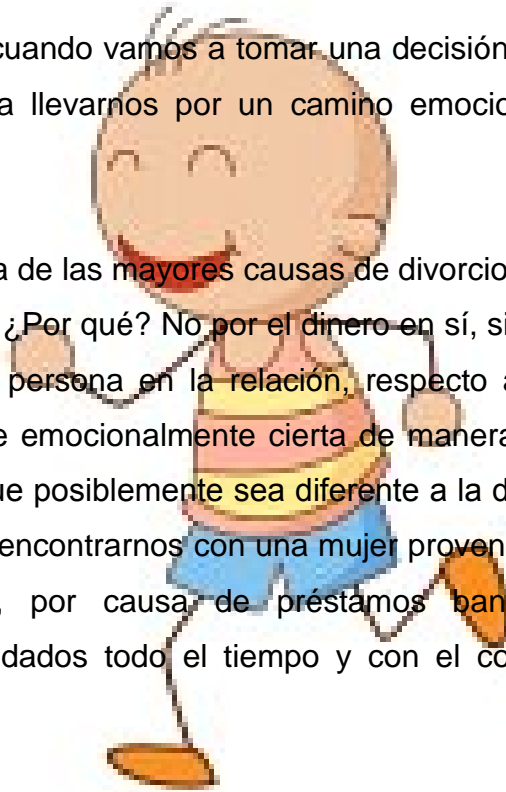 cuando vamos a tomar una decisión
a llevarnos por un camino emocio
a de las mayores causas de divorcio
¿Por qué? No por el dinero en sí, si
persona en la relación, respecto a
e emocionalmente cierta de manera
ue posiblemente sea diferente a la d
encontrarnos con una mujer proven
, por causa de préstamos ban
dados todo el tiempo y con el co